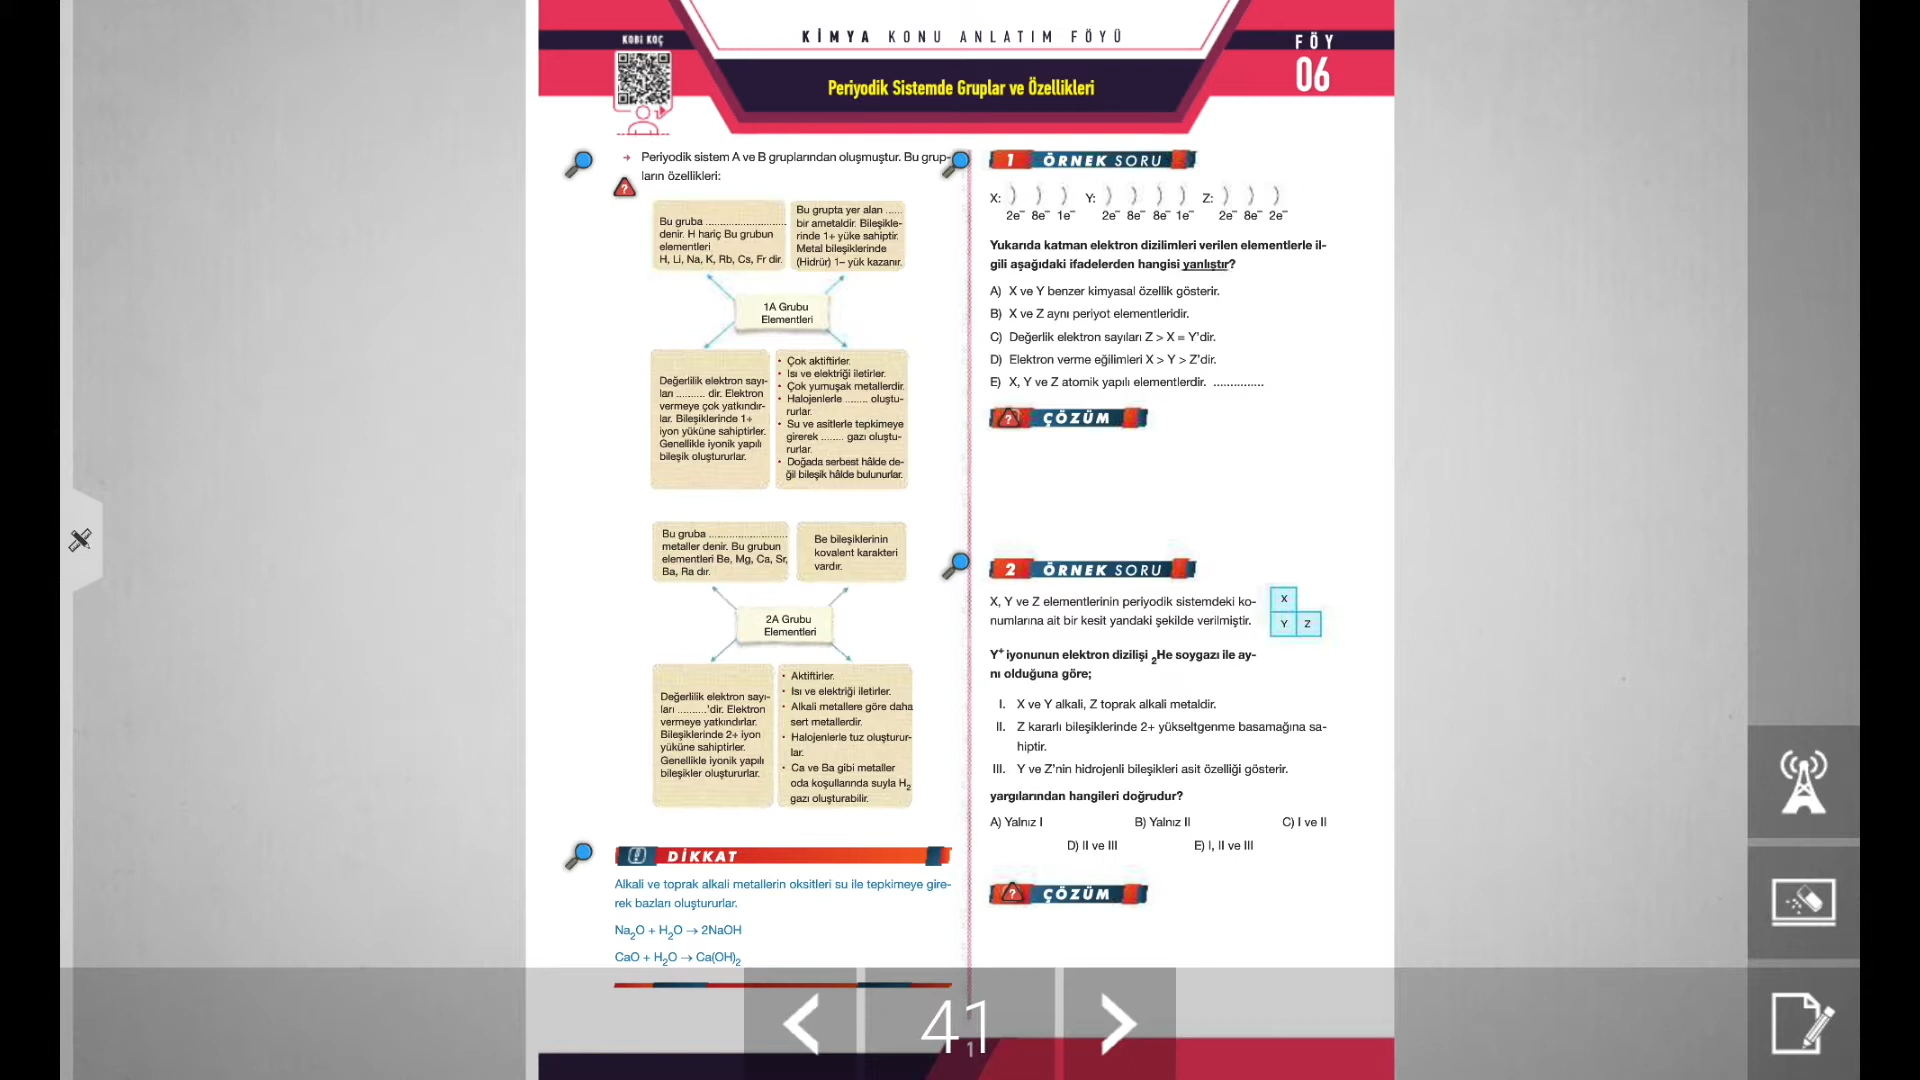 KİMYA KONU ANLATIM FÖYÜ
KOBİ KOÇ
FÖY
06
Periyodik Sistemde Gruplar ve Özellikleri
→ Periyodik sistem A ve B gruplarından oluşmuştur. Bu grup-
ların özellikleri:
Bu gruba ............................
denir. H hariç Bu grubun
elementleri
H, Li, Na, K, Rb, Cs, Fr dir.
Bu grupta yer alan ......
bir ametaldir. Bileşikle-
rinde 1+ yüke sahiptir.
Metal bileşiklerinde
(Hidrür) 1– yük kazanır.
1A Grubu
Elementleri
Değerlilik elektron sayı-
ları .......... dir. Elektron
vermeye çok yatkındır-
lar. Bileşiklerinde 1+
iyon yüküne sahiptirler.
Genellikle iyonik yapılı
bileşik oluştururlar.
• Çok aktiftirler.
• Isı ve elektriği iletirler.
• Çok yumuşak metallerdir.
• Halojenlerle ........ oluştu-
rurlar.
• Su ve asitlerle tepkimeye
girerek ........ gazı oluştu-
rurlar.
• Doğada serbest hâlde de-
ğil bileşik hâlde bulunurlar.
Bu gruba ...........................
metaller denir. Bu grubun
elementleri Be, Mg, Ca, Sr,
Ba, Ra dır.
Be bileşiklerinin
kovalent karakteri
vardır.
2A Grubu
Elementleri
Değerlilik elektron sayı-
ları ..........'dir. Elektron
vermeye yatkındırlar.
Bileşiklerinde 2+ iyon
yüküne sahiptirler.
Genellikle iyonik yapılı
bileşikler oluştururlar.
• Aktiftirler.
• Isı ve elektriği iletirler.
• Alkali metallere göre daha
sert metallerdir.
• Halojenlerle tuz oluşturur-
lar.
• Ca ve Ba gibi metaller
oda koşullarında suyla H₂
gazı oluşturabilir.
DİKKAT
Alkali ve toprak alkali metallerin oksitleri su ile tepkimeye gire-
rek bazları oluştururlar.
Na₂O + H₂O → 2NaOH
CaO + H₂O → Ca(OH)₂
1 ÖRNEK SORU
X: ) ) ) Y: ) ) ) ) Z: ) ) )
2e⁻ 8e⁻ 1e⁻ 2e⁻ 8e⁻ 8e⁻ 1e⁻ 2e⁻ 8e⁻ 2e⁻
Yukarıda katman elektron dizilimleri verilen elementlerle il-
gili aşağıdaki ifadelerden hangisi yanlıştır?
A) X ve Y benzer kimyasal özellik gösterir.
B) X ve Z aynı periyot elementleridir.
C) Değerlik elektron sayıları Z > X = Y'dir.
D) Elektron verme eğilimleri X > Y > Z'dir.
E) X, Y ve Z atomik yapılı elementlerdir. ...............
? ÇÖZÜM
2 ÖRNEK SORU
X, Y ve Z elementlerinin periyodik sistemdeki ko-
numlarına ait bir kesit yandaki şekilde verilmiştir.
X
Y Z
Y⁺ iyonunun elektron dizilişi ₂He soygazı ile ay-
nı olduğuna göre;
I. X ve Y alkali, Z toprak alkali metaldir.
II. Z kararlı bileşiklerinde 2+ yükseltgenme basamağına sa-
hiptir.
III. Y ve Z'nin hidrojenli bileşikleri asit özelliği gösterir.
yargılarından hangileri doğrudur?
A) Yalnız I B) Yalnız II C) I ve II
D) II ve III E) I, II ve III
? ÇÖZÜM
41
1